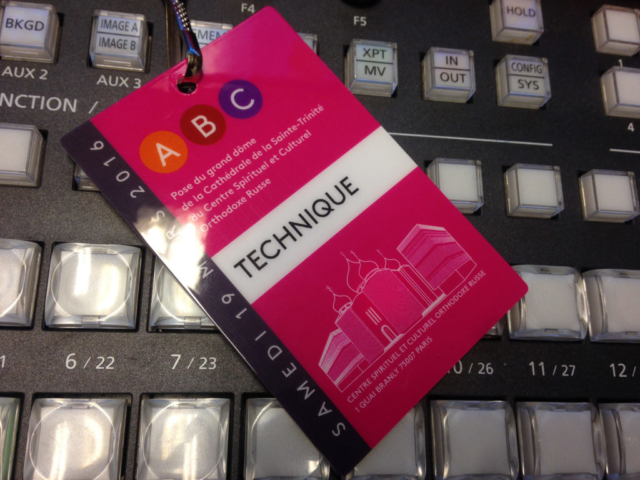 F4
F5
HOLD
BKGD
IMAGE A
IMAGE B
MEM
XPT
MV
IN
OUT
CONFIG
SYS
AUX 2
AUX 3
1
NCTION /
4
A B C
Pose du grand dôme
de la Cathédrale de la Sainte-Trinité
du Centre Spirituel et Culturel
Orthodoxe Russe
TECHNIQUE
SAMEDI 19 M S 2016
CENTRE SPIRITUEL ET CULTUREL ORTHODOXE RUSSE
1 QUAI BRANLY 75007 PARIS
6 / 22
7 / 23
10 / 26
11 / 27
12 /